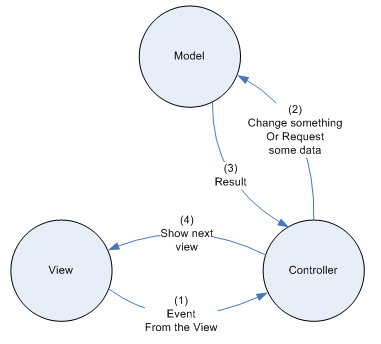 Model
(2)
Change something
Or Request
some data
(3)
Result
(4)
Show next
view
View
Controller
(1)
Event
From the View